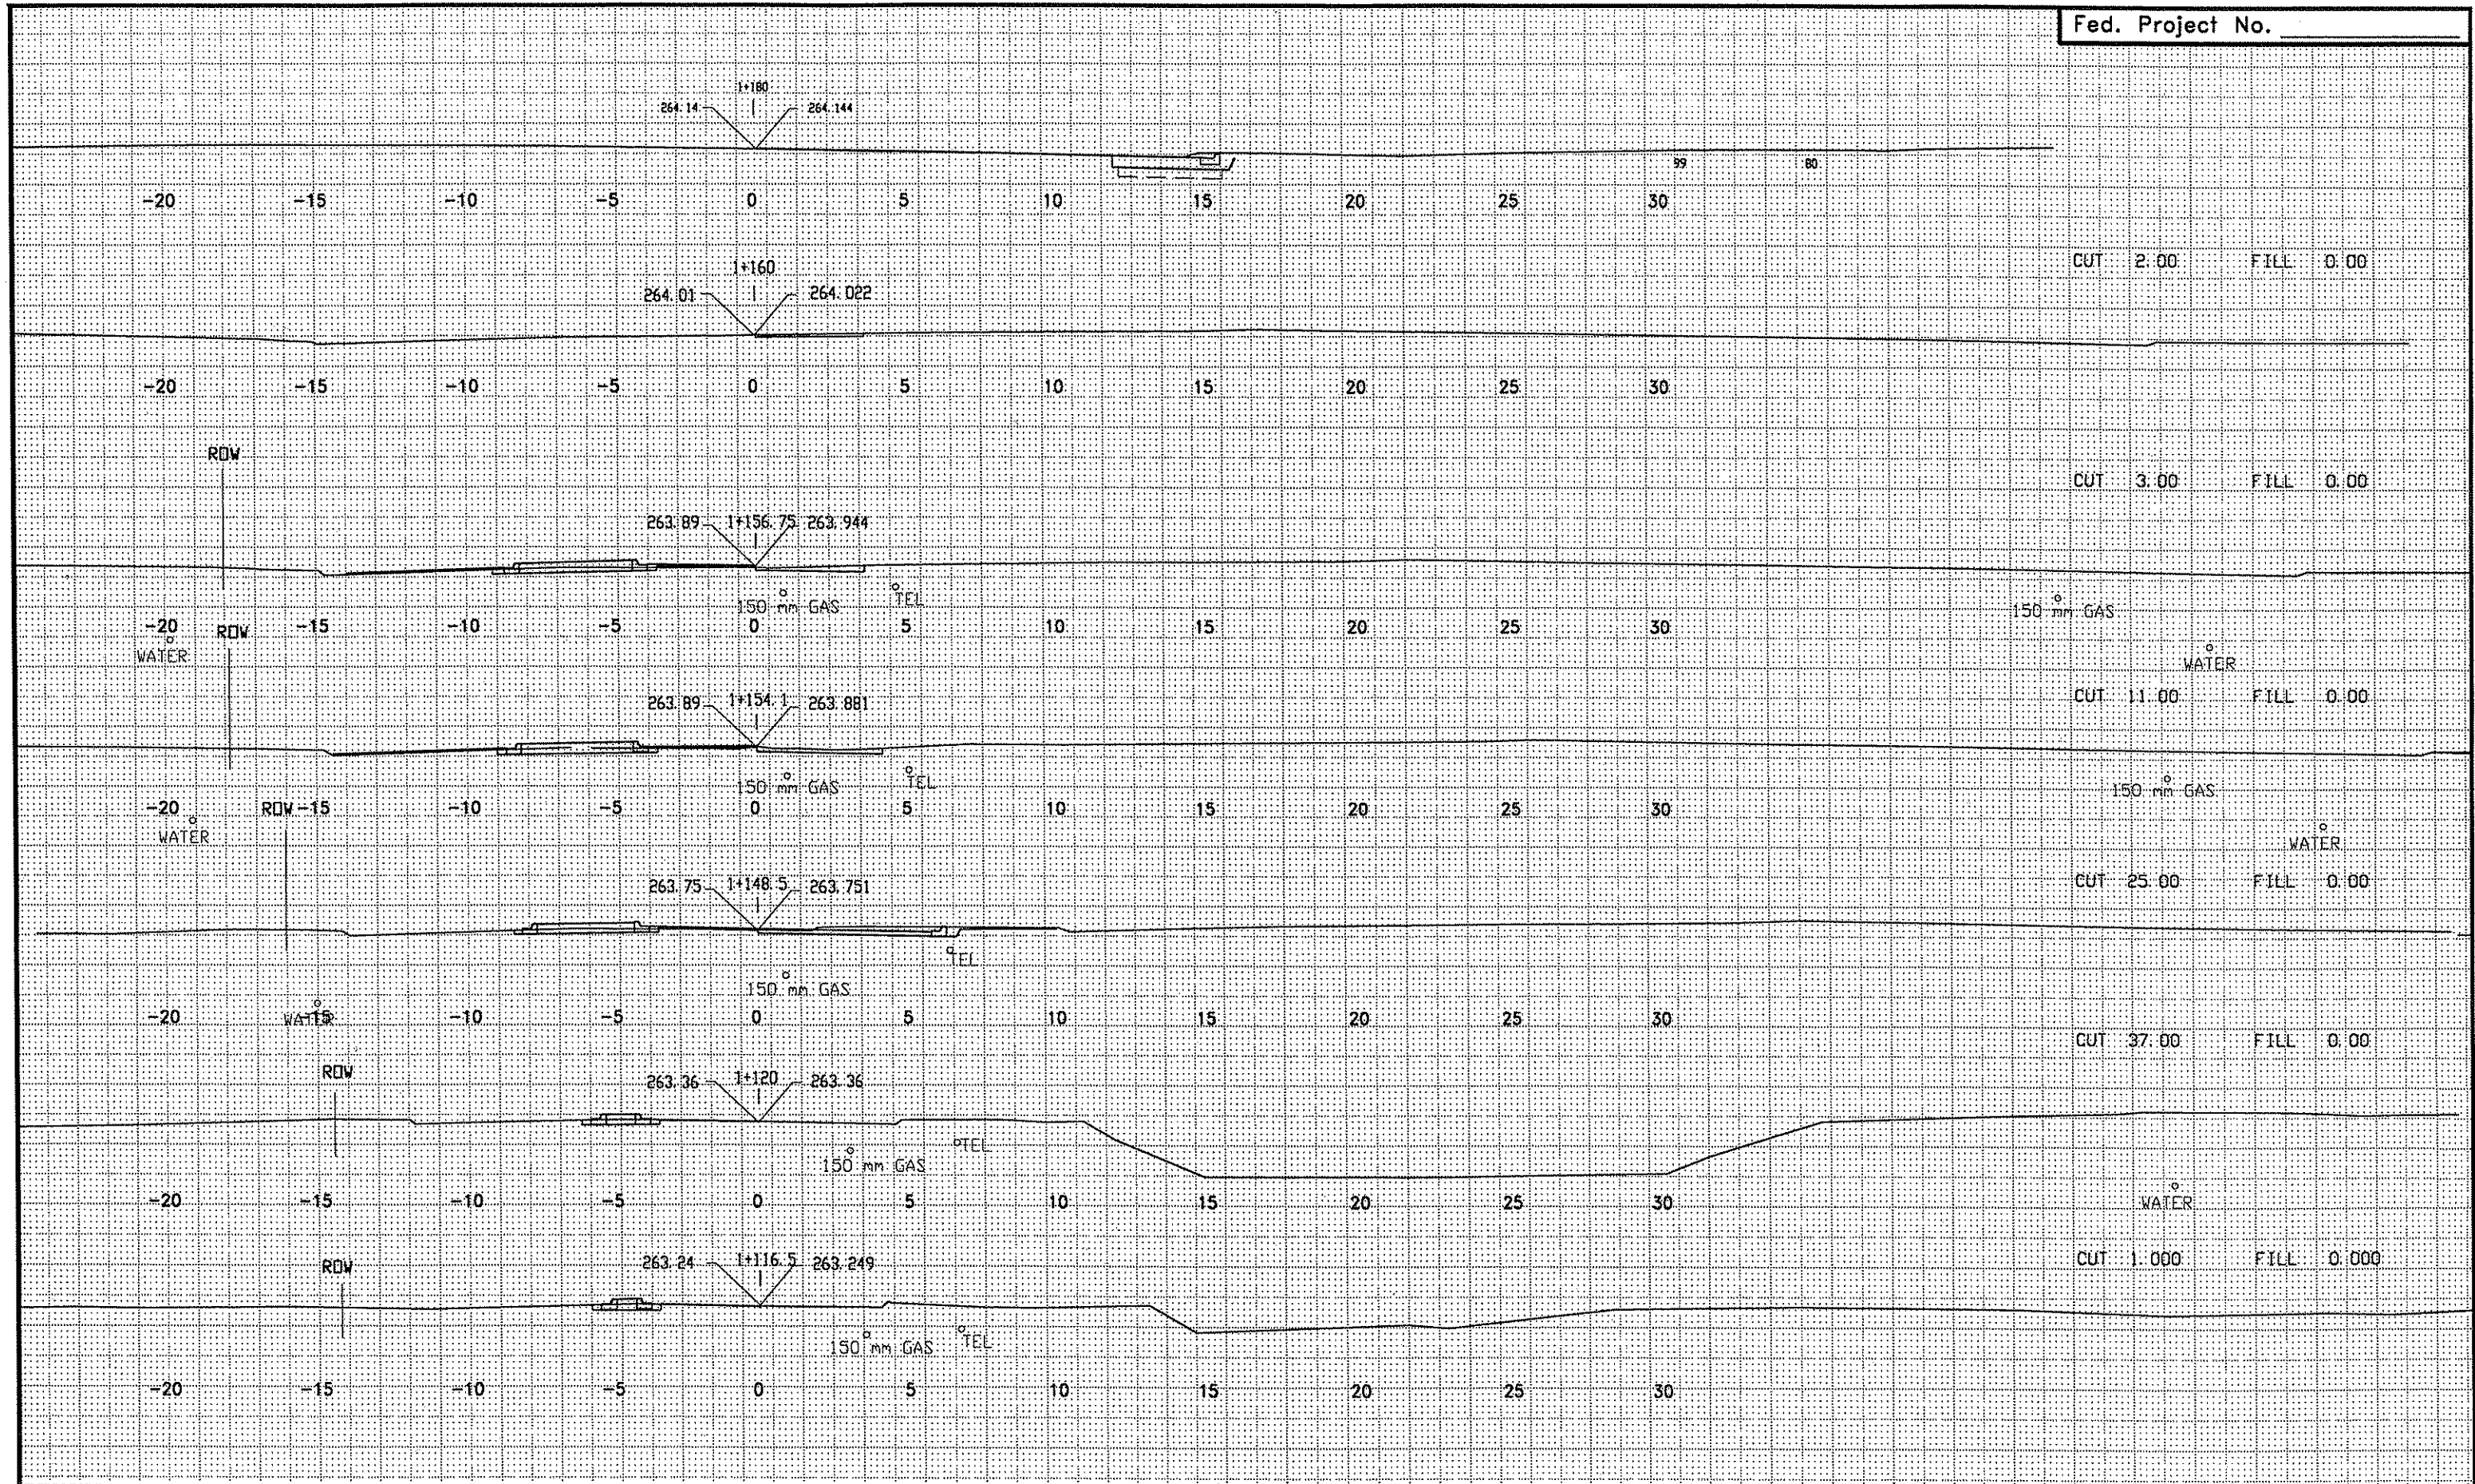 Fed. Project No.
1+180
264.14 264.144
99 80
-20 -15 -10 -5 0 5 10 15 20 25 30
CUT 2.00 FILL 0.00
1+160
264.01 264.022
-20 -15 -10 -5 0 5 10 15 20 25 30
ROW
CUT 3.00 FILL 0.00
263.89 1+156.75 263.944
150 mm GAS TEL 150 mm GAS
-20 ROW -15 -10 -5 0 5 10 15 20 25 30
WATER WATER
CUT 11.00 FILL 0.00
263.89 1+154.1 263.881
150 mm GAS TEL 150 mm GAS
-20 ROW -15 -10 -5 0 5 10 15 20 25 30
WATER WATER
CUT 25.00 FILL 0.00
263.75 1+148.5 263.751
TEL
150 mm GAS
-20 WATER -15 -10 -5 0 5 10 15 20 25 30
CUT 37.00 FILL 0.00
ROW
263.36 1+120 263.36
150 mm GAS TEL
-20 -15 -10 -5 0 5 10 15 20 25 30 WATER
CUT 1.000 FILL 0.000
ROW 263.24 1+116.5 263.249
150 mm GAS TEL
-20 -15 -10 -5 0 5 10 15 20 25 30